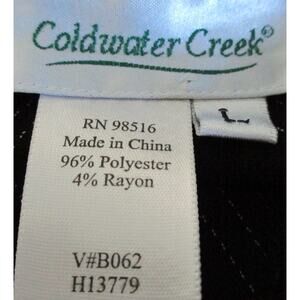 Coldwater Creek®
L
RN 98516
Made in China
96% Polyester
4% Rayon
V#B062
H13779